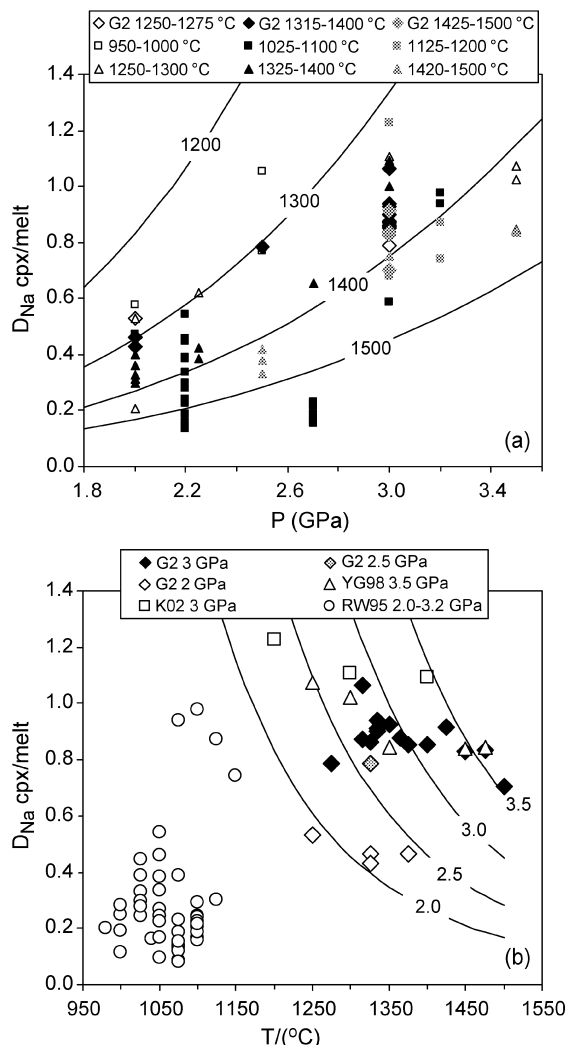 G2 1250-1275 °C G2 1315-1400 °C G2 1425-1500 °C
950-1000 °C 1025-1100 °C 1125-1200 °C
1250-1300 °C 1325-1400 °C 1420-1500 °C
1.4
1.2
1.0
0.8
0.6
0.4
0.2
0.0
D_Na cpx/melt
1200
1300
1400
1500
(a)
1.8 2.2 2.6 3.0 3.4
P (GPa)
G2 3 GPa G2 2.5 GPa
G2 2 GPa YG98 3.5 GPa
K02 3 GPa RW95 2.0-3.2 GPa
1.4
1.2
1.0
0.8
0.6
0.4
0.2
0.0
D_Na cpx/melt
3.5
3.0
2.5
2.0
(b)
950 1050 1150 1250 1350 1450 1550
T/(°C)